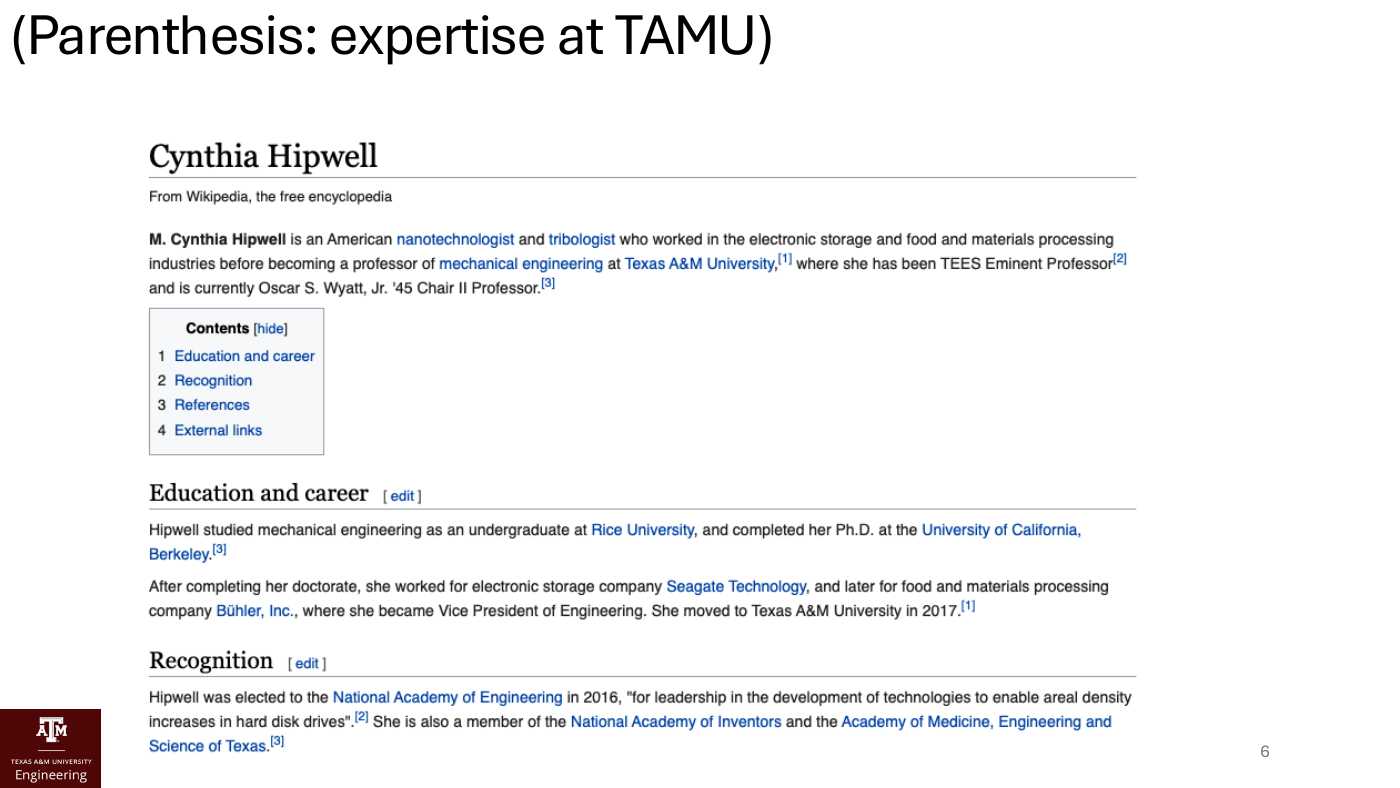 (Parenthesis: expertise at TAMU)
Cynthia Hipwell
From Wikipedia, the free encyclopedia
M. Cynthia Hipwell is an American nanotechnologist and tribologist who worked in the electronic storage and food and materials processing
industries before becoming a professor of mechanical engineering at Texas A&M University,[1] where she has been TEES Eminent Professor[2]
and is currently Oscar S. Wyatt, Jr. '45 Chair II Professor.[3]
Contents [hide]
1 Education and career
2 Recognition
3 References
4 External links
Education and career [ edit ]
Hipwell studied mechanical engineering as an undergraduate at Rice University, and completed her Ph.D. at the University of California,
Berkeley.[3]
After completing her doctorate, she worked for electronic storage company Seagate Technology, and later for food and materials processing
company Bühler, Inc., where she became Vice President of Engineering. She moved to Texas A&M University in 2017.[1]
Recognition [ edit ]
Hipwell was elected to the National Academy of Engineering in 2016, "for leadership in the development of technologies to enable areal density
increases in hard disk drives".[2] She is also a member of the National Academy of Inventors and the Academy of Medicine, Engineering and
Science of Texas.[3]
ATM
TEXAS A&M UNIVERSITY
Engineering
6